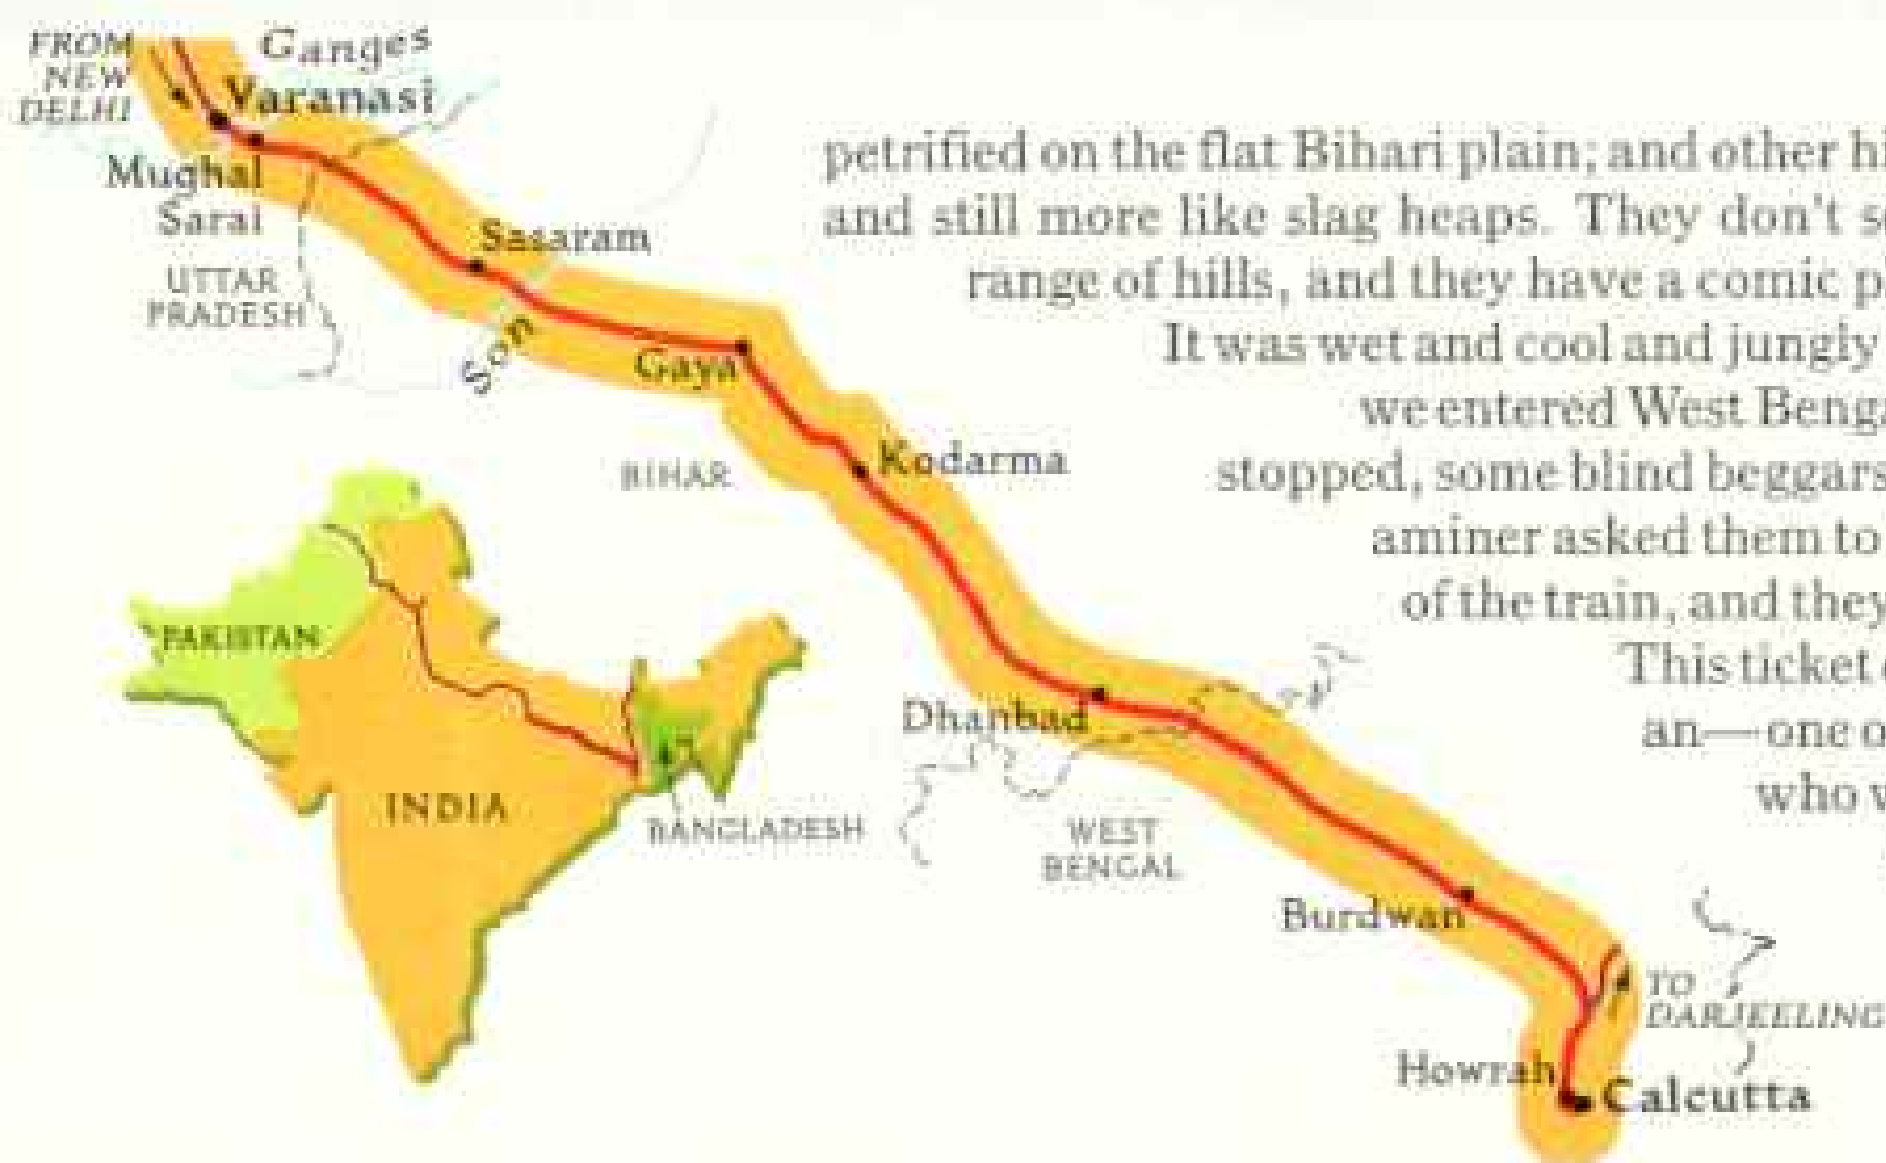 FROM
NEW
DELHI
Ganges
Varanasi
Mughal
Sarai
UTTAR
PRADESH
Sasaram
Son
Gaya
BIHAR
Kodarma
Dhanbad
WEST
BENGAL
Burdwan
TO
DARJEELING
Howrah
Calcutta
PAKISTAN
INDIA
BANGLADESH
petrified on the flat Bihari plain; and other hi
and still more like slag heaps. They don't s
range of hills, and they have a comic p
It was wet and cool and jungly
we entered West Beng
stopped, some blind beggars
aminer asked them to
of the train, and they
This ticket
an—one o
who